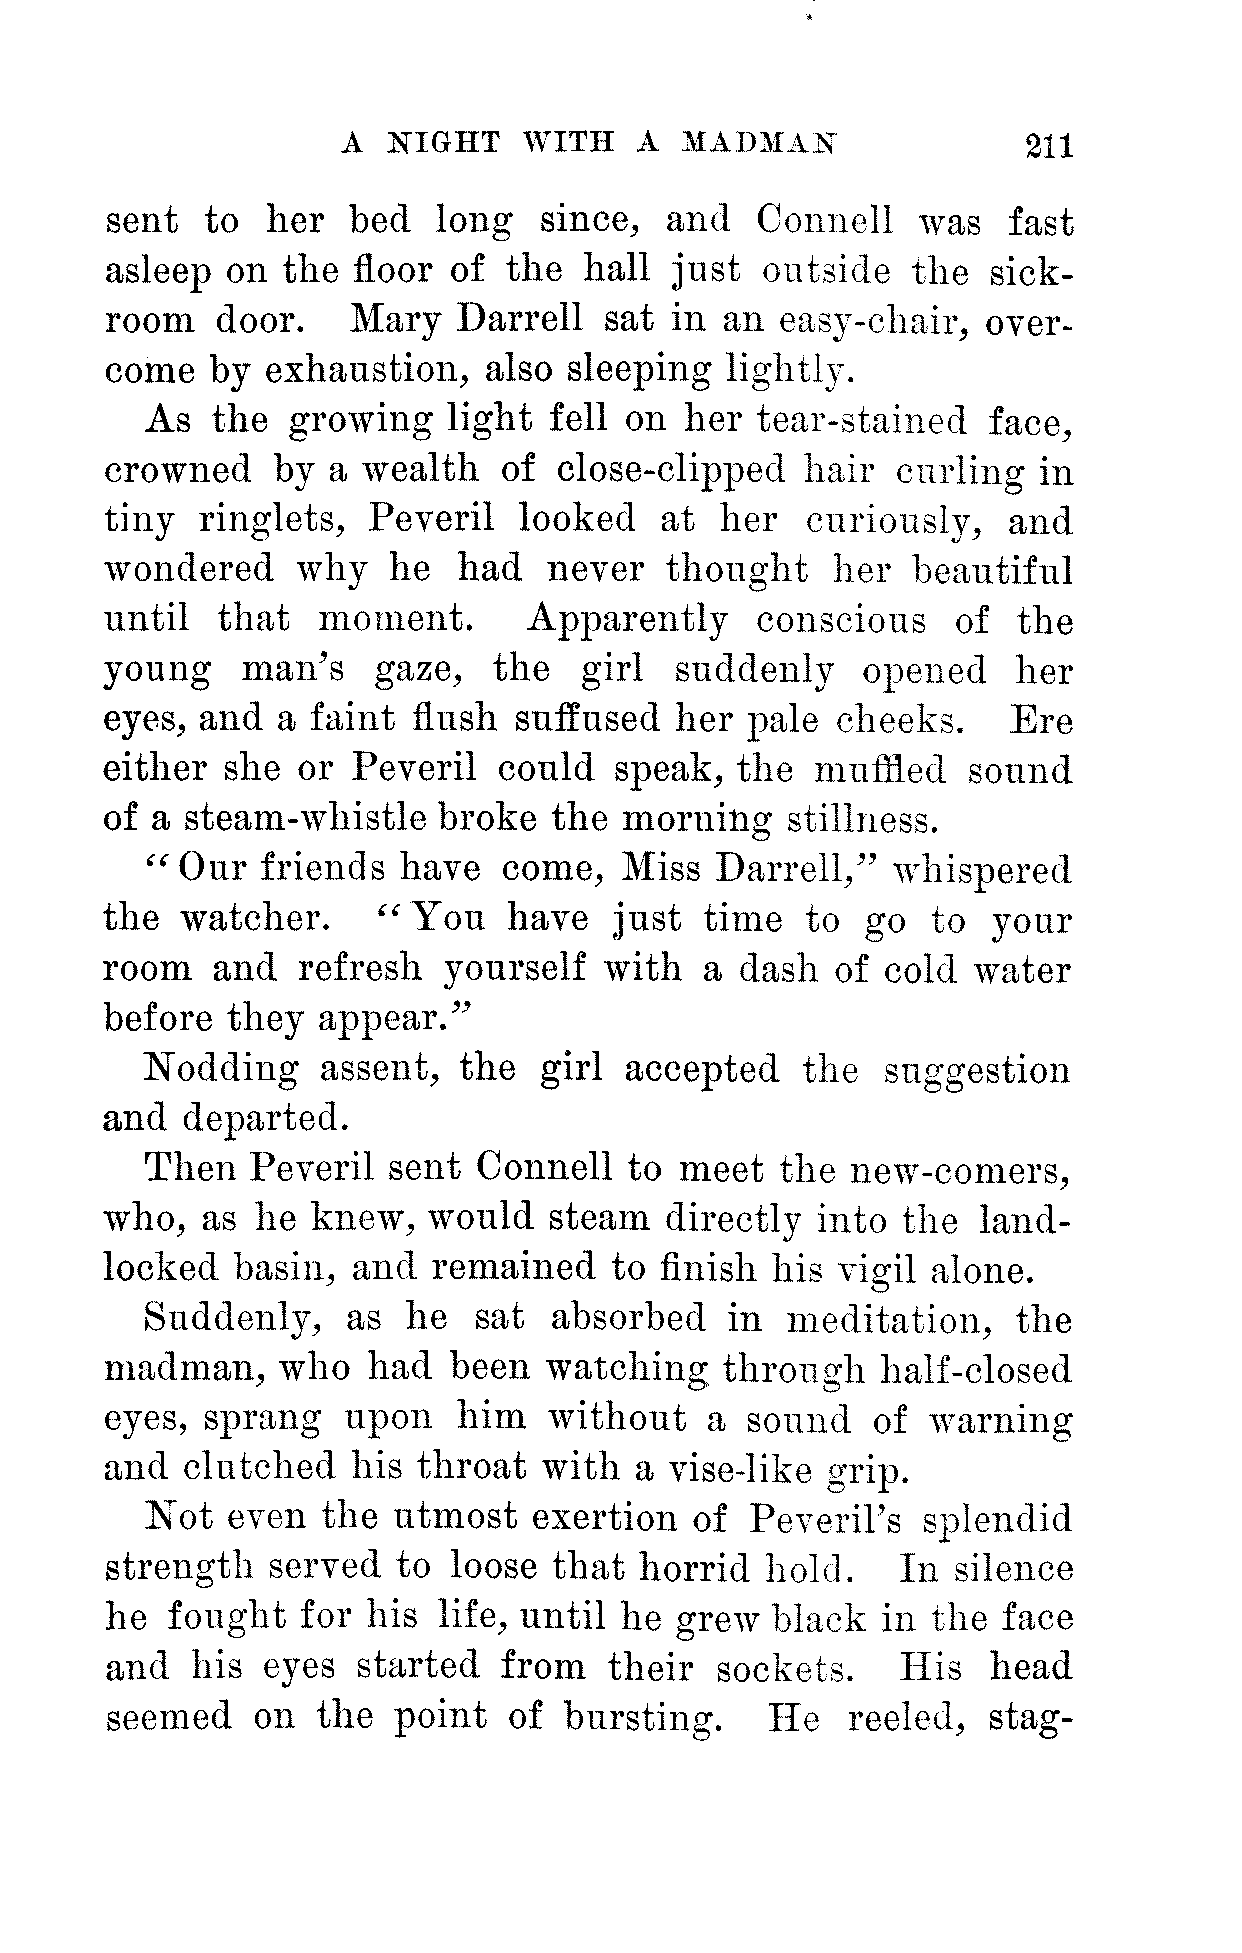 A NIGHT WITH A MADMAN 211
sent to her bed long since, and Connell was fast
asleep on the floor of the hall just outside the sick-
room door. Mary Darrell sat in an easy-chair, over-
come by exhaustion, also sleeping lightly.
As the growing light fell on her tear-stained face,
crowned by a wealth of close-clipped hair curling in
tiny ringlets, Peveril looked at her curiously, and
wondered why he had never thought her beautiful
until that moment. Apparently conscious of the
young man's gaze, the girl suddenly opened her
eyes, and a faint flush suffused her pale cheeks. Ere
either she or Peveril could speak, the muffled sound
of a steam-whistle broke the morning stillness.
"Our friends have come, Miss Darrell," whispered
the watcher. "You have just time to go to your
room and refresh yourself with a dash of cold water
before they appear."
Nodding assent, the girl accepted the suggestion
and departed.
Then Peveril sent Connell to meet the new-comers,
who, as he knew, would steam directly into the land-
locked basin, and remained to finish his vigil alone.
Suddenly, as he sat absorbed in meditation, the
madman, who had been watching through half-closed
eyes, sprang upon him without a sound of warning
and clutched his throat with a vise-like grip.
Not even the utmost exertion of Peveril's splendid
strength served to loose that horrid hold. In silence
he fought for his life, until he grew black in the face
and his eyes started from their sockets. His head
seemed on the point of bursting. He reeled, stag-